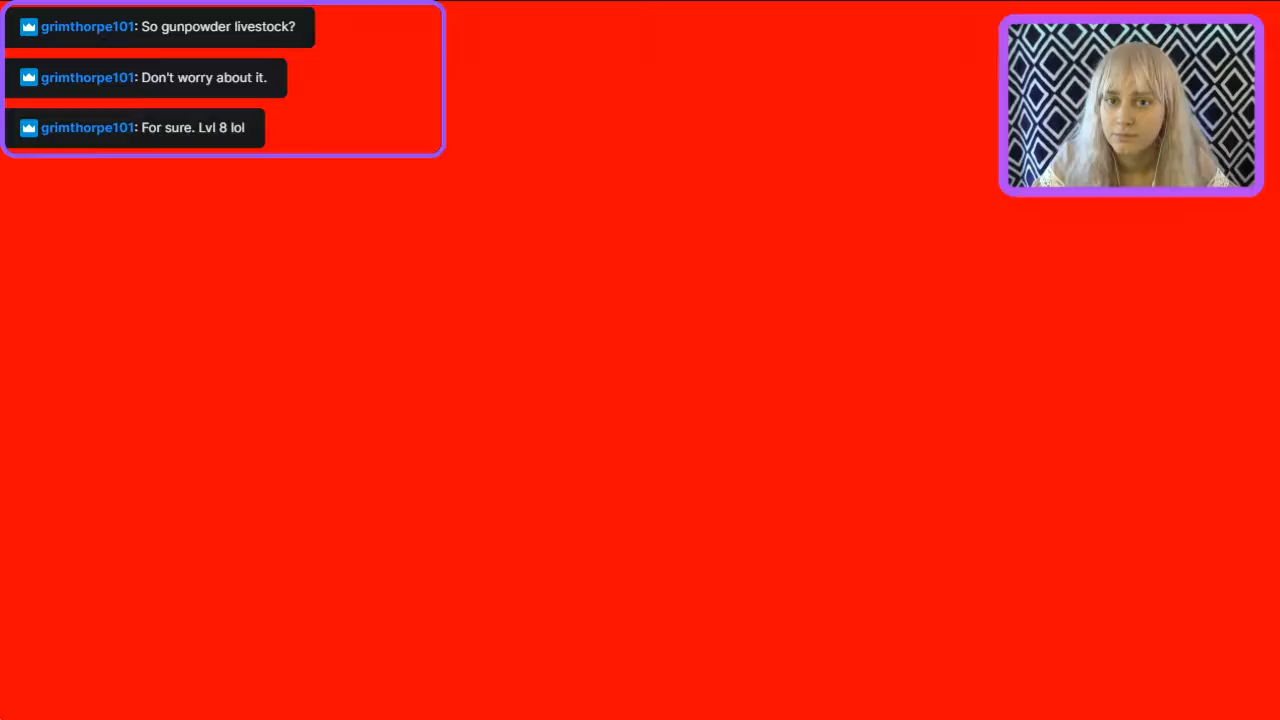 grimthorpe101: So gunpowder livestock?
grimthorpe101: Don't worry about it.
grimthorpe101: For sure. Lvl 8 lol